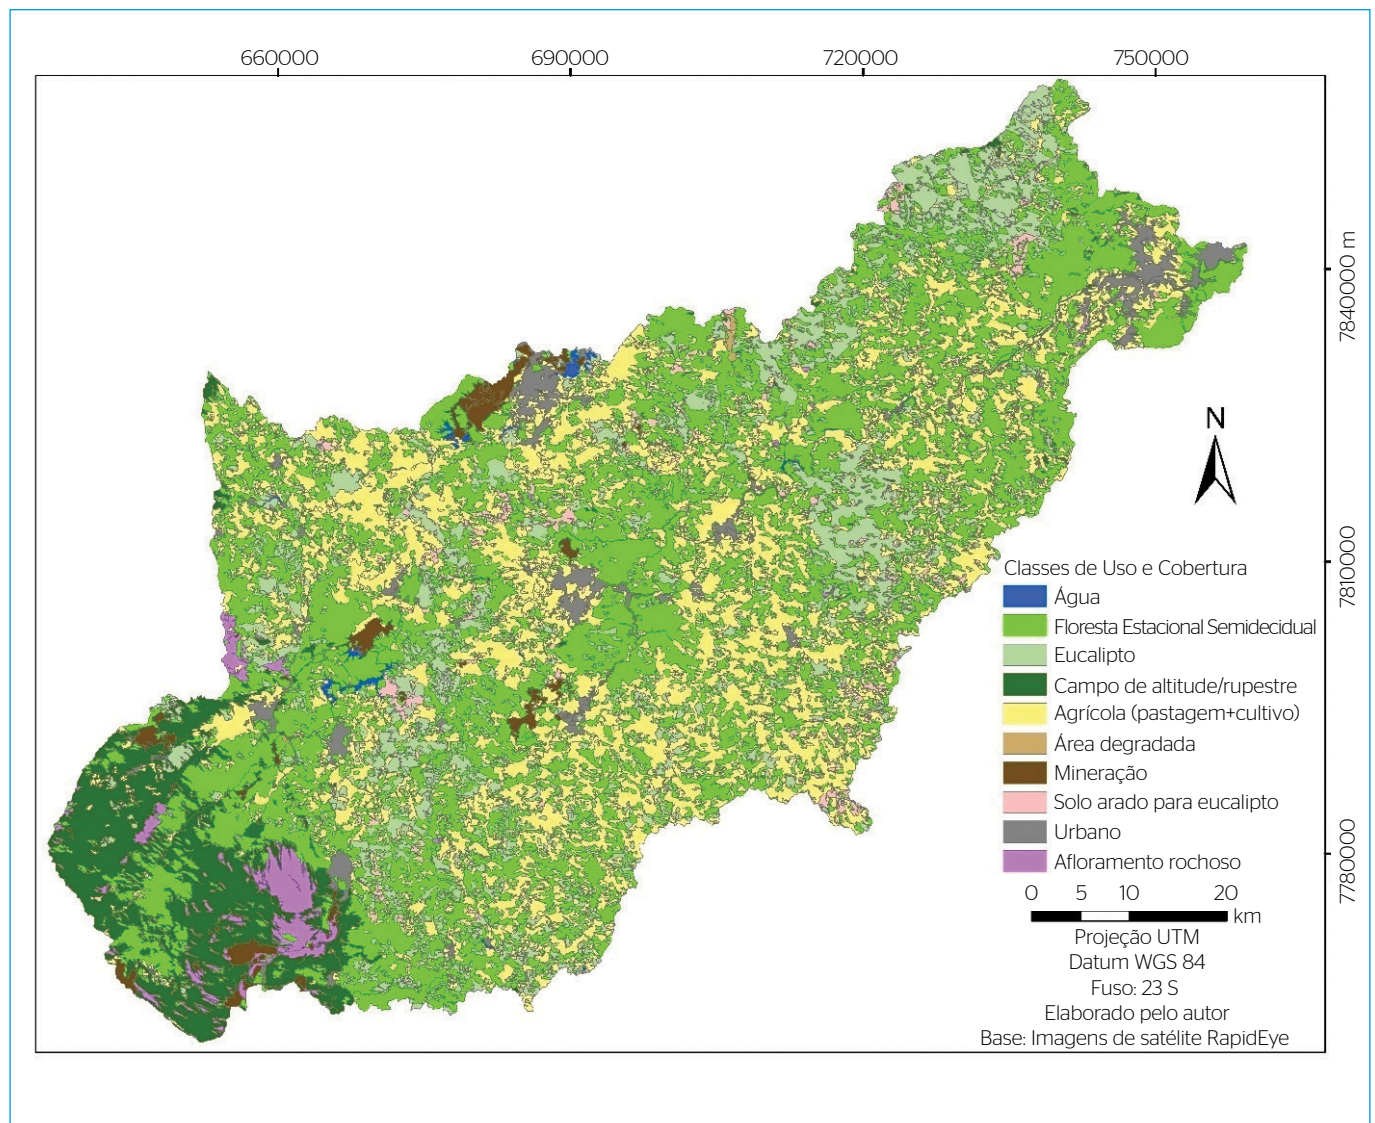 660000 690000 720000 7500000
7840000 m
N
7810000
Classes de Uso e Cobertura
Água
Floresta Estacional Semidecidual
Eucalipto
Campo de altitude/rupestre
Agrícola (pastagem+cultivo)
Área degradada
Mineração
Solo arado para eucalipto
Urbano
Afloramento rochoso
7780000
0 5 10 20
km
Projeção UTM
Datum WGS 84
Fuso: 23 S
Elaborado pelo autor
Base: Imagens de satélite RapidEye